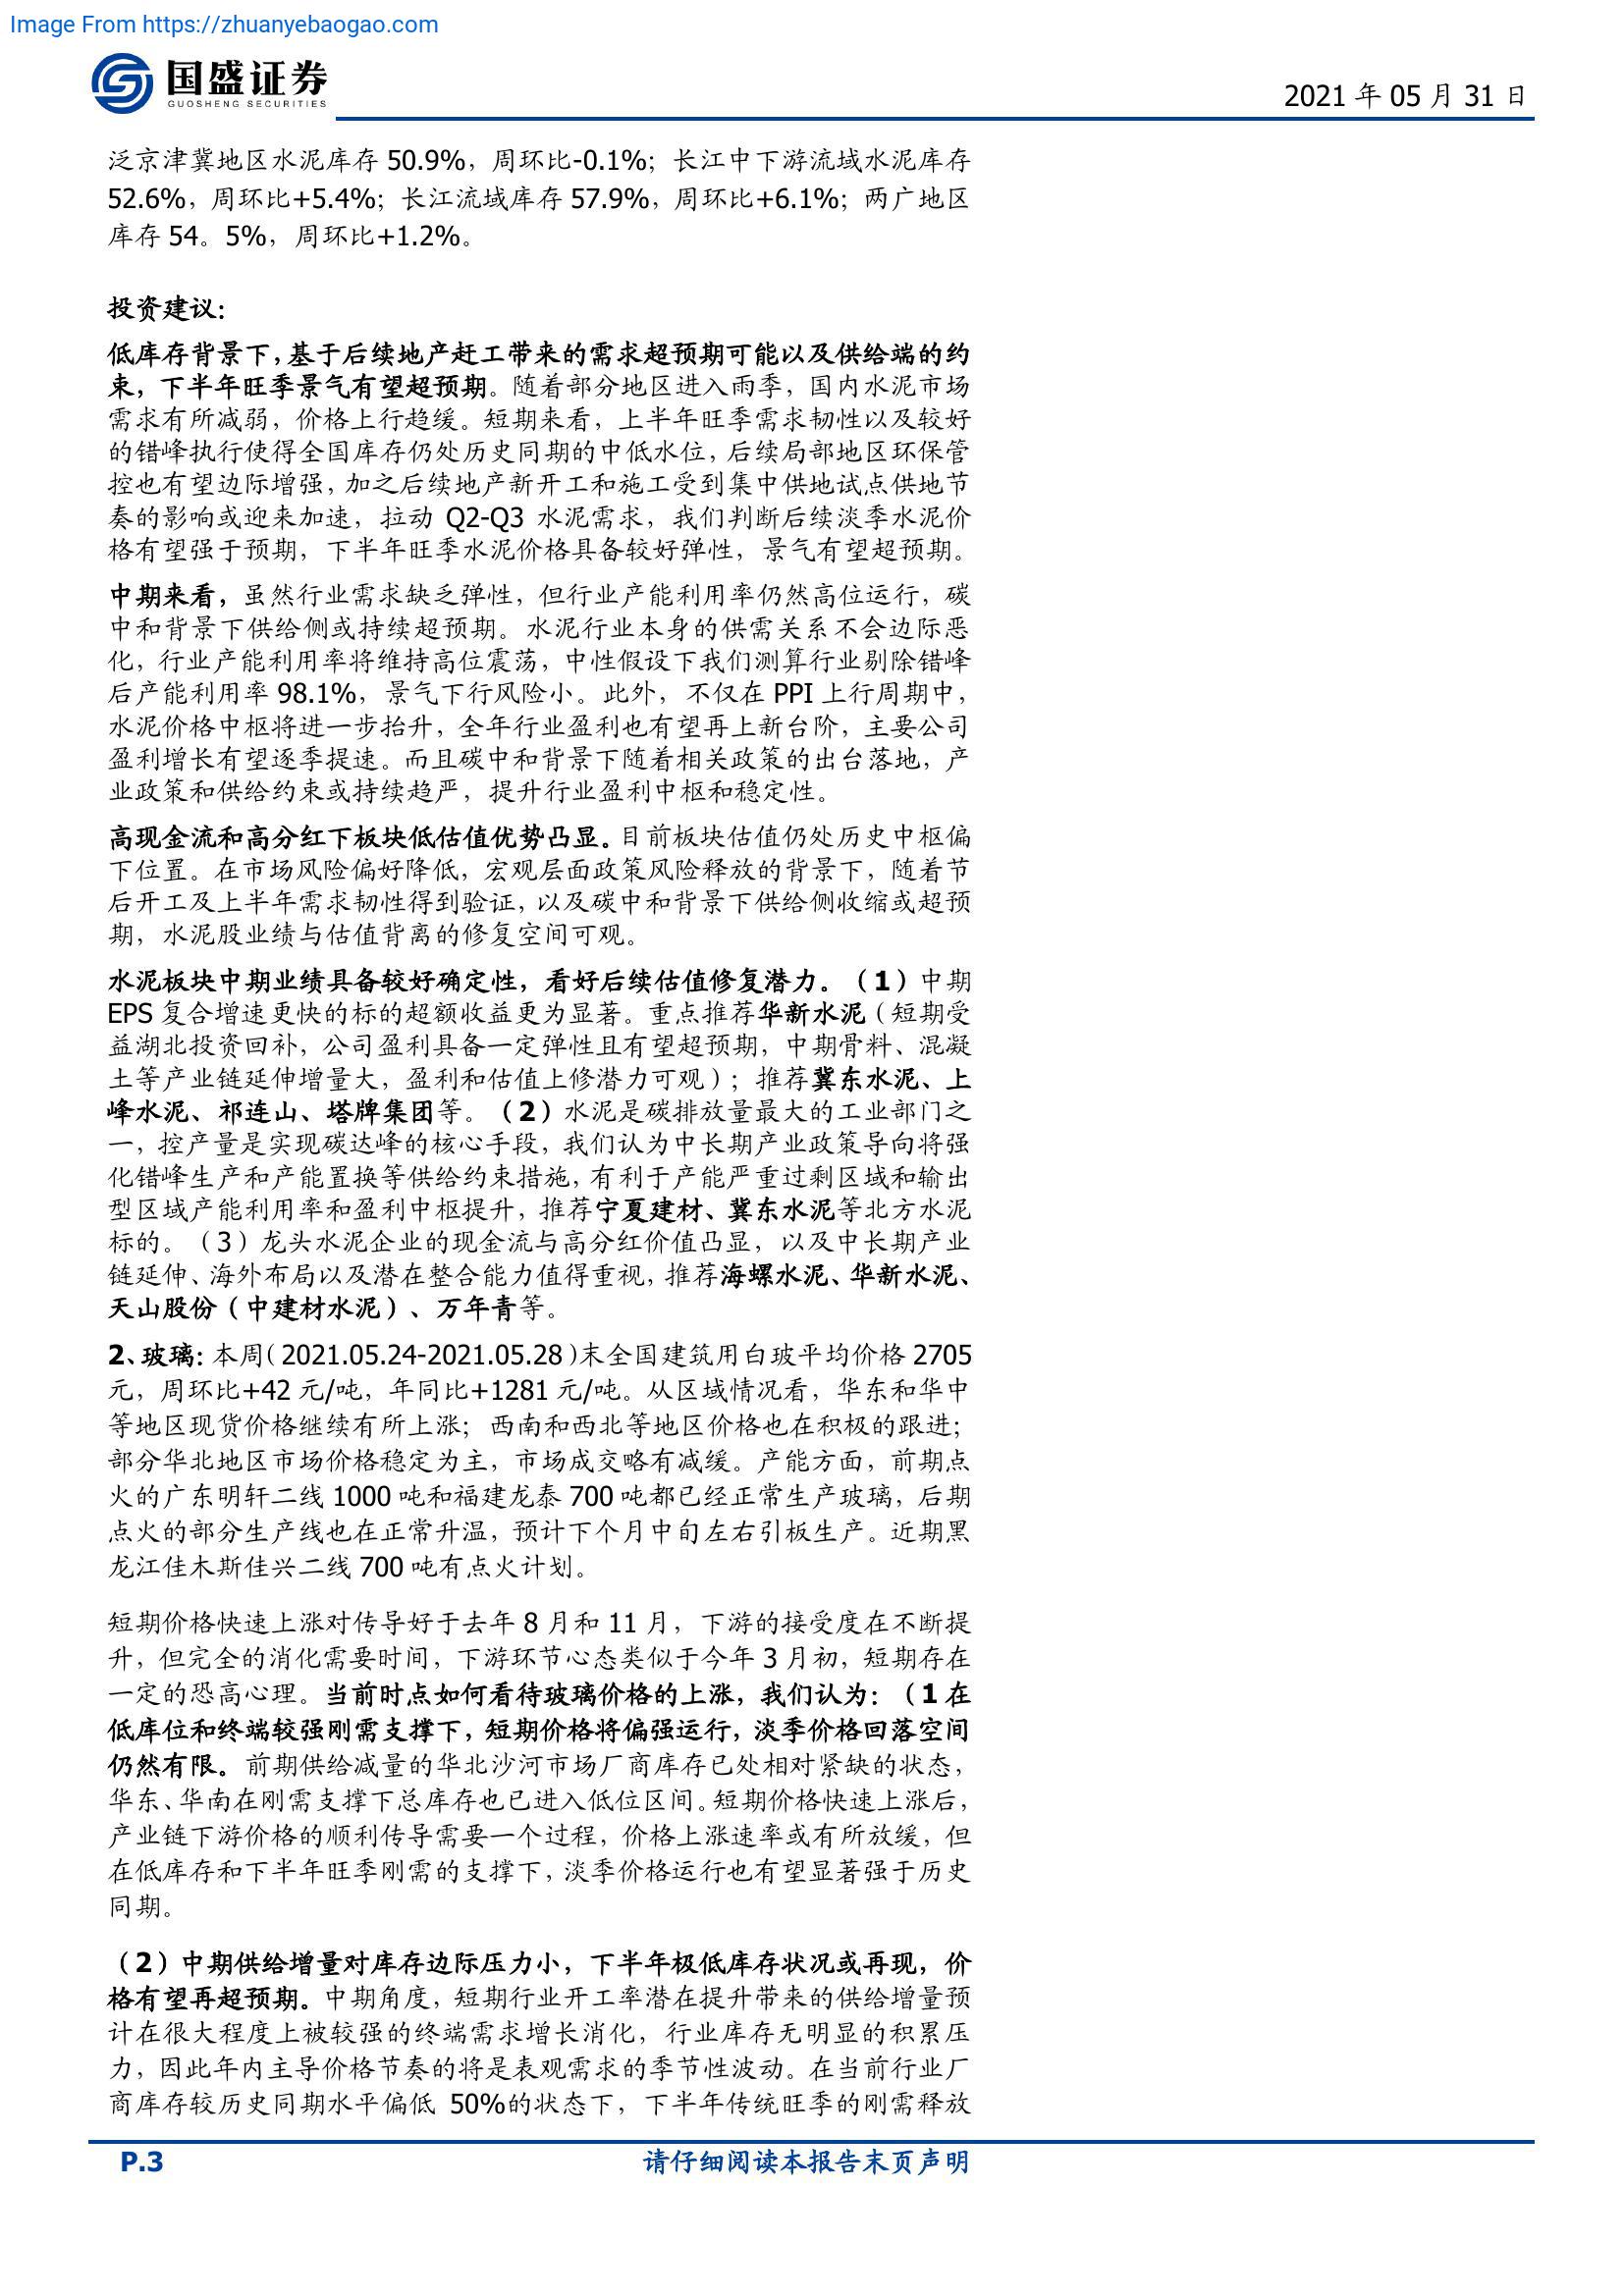 Image From https://zhuanyebaogao.com
国盛证券
GUOSHENG SECURITIES
2021 年 05 月 31 日
泛京津冀地区水泥库存 50.9%，周环比-0.1%；长江中下游流域水泥库存
52.6%，周环比+5.4%；长江流域库存 57.9%，周环比+6.1%；两广地区
库存 54。5%，周环比+1.2%。
投资建议：
低库存背景下，基于后续地产赶工带来的需求超预期可能以及供给端的约
束，下半年旺季景气有望超预期。随着部分地区进入雨季，国内水泥市场
需求有所减弱，价格上行趋缓。短期来看，上半年旺季需求韧性以及较好
的错峰执行使得全国库存仍处历史同期的中低水位，后续局部地区环保管
控也有望边际增强，加之后续地产新开工和施工受到集中供地试点供地节
奏的影响或迎来加速，拉动 Q2-Q3 水泥需求，我们判断后续淡季水泥价
格有望强于预期，下半年旺季水泥价格具备较好弹性，景气有望超预期。
中期来看，虽然行业需求缺乏弹性，但行业产能利用率仍然高位运行，碳
中和背景下供给侧或持续超预期。水泥行业本身的供需关系不会边际恶
化，行业产能利用率将维持高位震荡，中性假设下我们测算行业剔除错峰
后产能利用率 98.1%，景气下行风险小。此外，不仅在 PPI 上行周期中，
水泥价格中枢将进一步抬升，全年行业盈利也有望再上新台阶，主要公司
盈利增长有望逐季提速。而且碳中和背景下随着相关政策的出台落地，产
业政策和供给约束或持续趋严，提升行业盈利中枢和稳定性。
高现金流和高分红下板块低估值优势凸显。目前板块估值仍处历史中枢偏
下位置。在市场风险偏好降低，宏观层面政策风险释放的背景下，随着节
后开工及上半年需求韧性得到验证，以及碳中和背景下供给侧收缩或超预
期，水泥股业绩与估值背离的修复空间可观。
水泥板块中期业绩具备较好确定性，看好后续估值修复潜力。（1）中期
EPS 复合增速更快的标的超额收益更为显著。重点推荐华新水泥（短期受
益湖北投资回补，公司盈利具备一定弹性且有望超预期，中期骨料、混凝
土等产业链延伸增量大，盈利和估值上修潜力可观）；推荐冀东水泥、上
峰水泥、祁连山、塔牌集团等。（2）水泥是碳排放量最大的工业部门之
一，控产量是实现碳达峰的核心手段，我们认为中长期产业政策导向将强
化错峰生产和产能置换等供给约束措施，有利于产能严重过剩区域和输出
型区域产能利用率和盈利中枢提升，推荐宁夏建材、冀东水泥等北方水泥
标的。（3）龙头水泥企业的现金流与高分红价值凸显，以及中长期产业
链延伸、海外布局以及潜在整合能力值得重视，推荐海螺水泥、华新水泥、
天山股份（中建材水泥）、万年青等。
2、玻璃：本周（2021.05.24-2021.05.28）末全国建筑用白玻平均价格 2705
元，周环比+42 元/吨，年同比+1281 元/吨。从区域情况看，华东和华中
等地区现货价格继续有所上涨；西南和西北等地区价格也在积极的跟进；
部分华北地区市场价格稳定为主，市场成交略有减缓。产能方面，前期点
火的广东明轩二线 1000 吨和福建龙泰 700 吨都已经正常生产玻璃，后期
点火的部分生产线也在正常升温，预计下个月中旬左右引板生产。近期黑
龙江佳木斯佳兴二线 700 吨有点火计划。
短期价格快速上涨对传导好于去年 8 月和 11 月，下游的接受度在不断提
升，但完全的消化需要时间，下游环节心态类似于今年 3 月初，短期存在
一定的恐高心理。当前时点如何看待玻璃价格的上涨，我们认为：（1 在
低库位和终端较强刚需支撑下，短期价格将偏强运行，淡季价格回落空间
仍然有限。前期供给减量的华北沙河市场厂商库存已处相对紧缺的状态，
华东、华南在刚需支撑下总库存也已进入低位区间。短期价格快速上涨后，
产业链下游价格的顺利传导需要一个过程，价格上涨速率或有所放缓，但
在低库存和下半年旺季刚需的支撑下，淡季价格运行也有望显著强于历史
同期。
（2）中期供给增量对库存边际压力小，下半年极低库存状况或再现，价
格有望再超预期。中期角度，短期行业开工率潜在提升带来的供给增量预
计在很大程度上被较强的终端需求增长消化，行业库存无明显的积累压
力，因此年内主导价格节奏的将是表观需求的季节性波动。在当前行业厂
商库存较历史同期水平偏低 50%的状态下，下半年传统旺季的刚需释放
P.3
请仔细阅读本报告末页声明